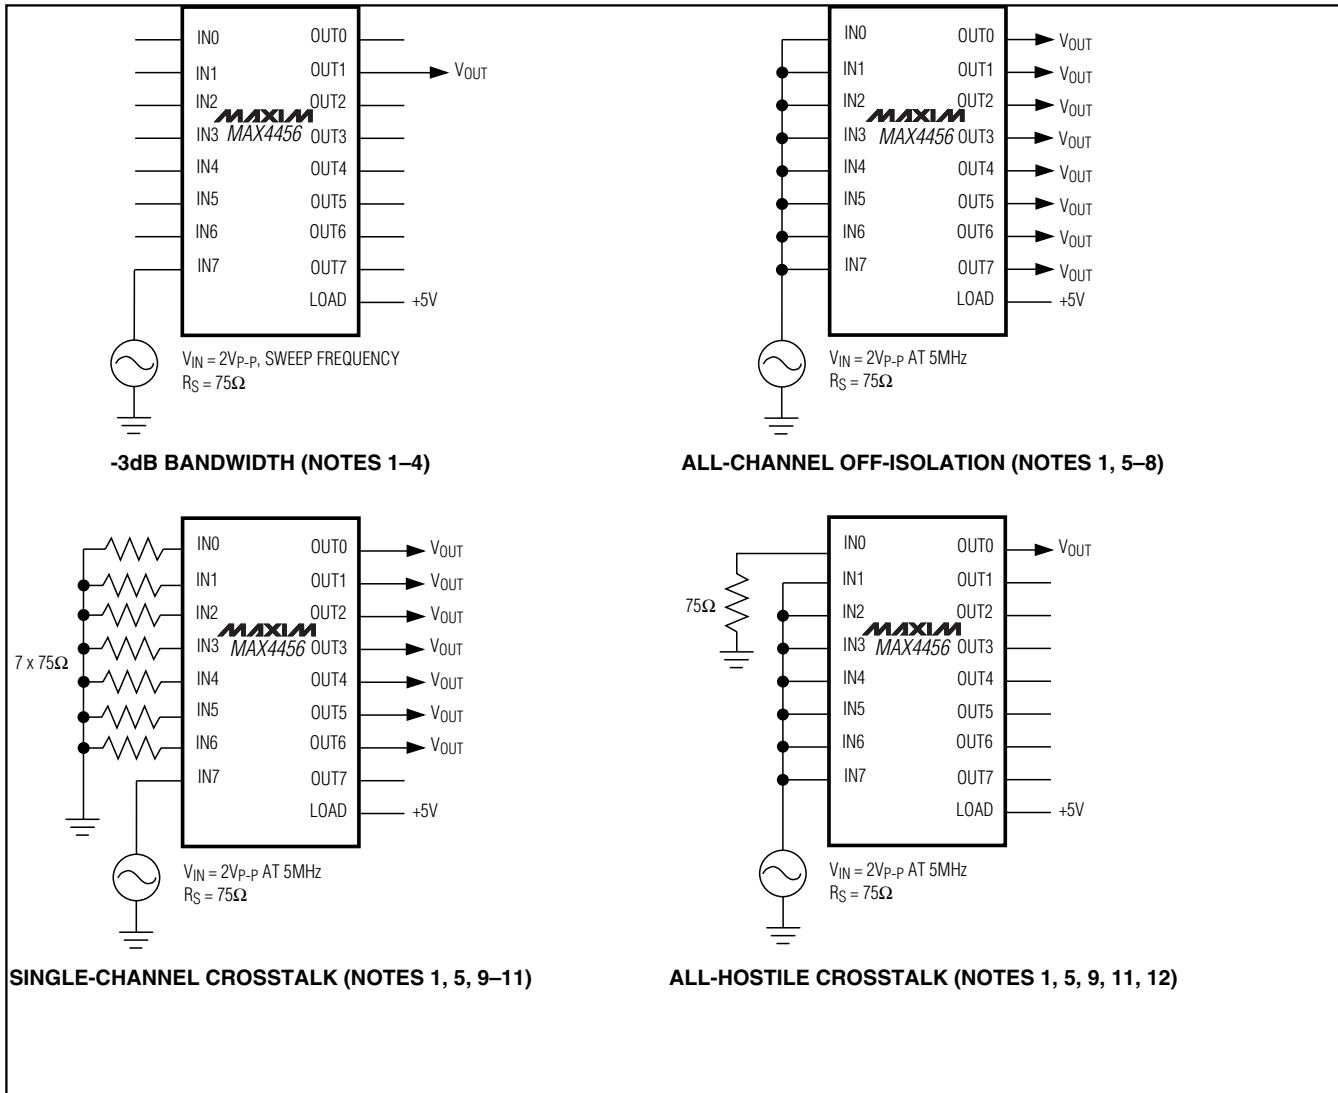 IN0 OUT0
IN1 OUT1 VOUT
IN2 OUT2
MAXIM
IN3 MAX4456 OUT3
IN4 OUT4
IN5 OUT5
IN6 OUT6
IN7 OUT7
LOAD +5V
VIN = 2VP-P, SWEEP FREQUENCY
RS = 75Ω
-3dB BANDWIDTH (NOTES 1–4)
IN0 OUT0 VOUT
IN1 OUT1 VOUT
IN2 OUT2 VOUT
MAXIM
IN3 MAX4456 OUT3 VOUT
IN4 OUT4 VOUT
IN5 OUT5 VOUT
IN6 OUT6 VOUT
IN7 OUT7 VOUT
LOAD +5V
VIN = 2VP-P AT 5MHz
RS = 75Ω
ALL-CHANNEL OFF-ISOLATION (NOTES 1, 5–8)
IN0 OUT0 VOUT
IN1 OUT1 VOUT
IN2 OUT2 VOUT
MAXIM
IN3 MAX4456 OUT3 VOUT
7 x 75Ω
IN4 OUT4 VOUT
IN5 OUT5 VOUT
IN6 OUT6 VOUT
IN7 OUT7
LOAD +5V
VIN = 2VP-P AT 5MHz
RS = 75Ω
SINGLE-CHANNEL CROSSTALK (NOTES 1, 5, 9–11)
IN0 OUT0 VOUT
IN1 OUT1
75Ω
IN2 OUT2
MAXIM
IN3 MAX4456 OUT3
IN4 OUT4
IN5 OUT5
IN6 OUT6
IN7 OUT7
LOAD +5V
VIN = 2VP-P AT 5MHz
RS = 75Ω
ALL-HOSTILE CROSSTALK (NOTES 1, 5, 9, 11, 12)